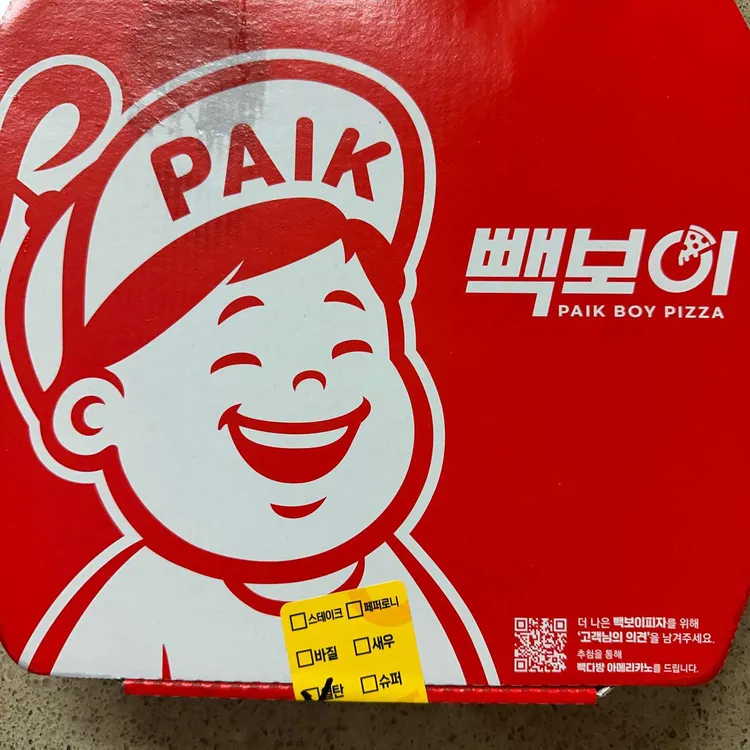 PAIK
빽보이
PAIK BOY PIZZA
□스테이크 □페퍼로니
□바질 □새우
□슈퍼
더 나은 빽보이피자를 위해
'고객님의 의견'을 남겨주세요.
추첨을 통해
빽다방 아메리카노를 드립니다.